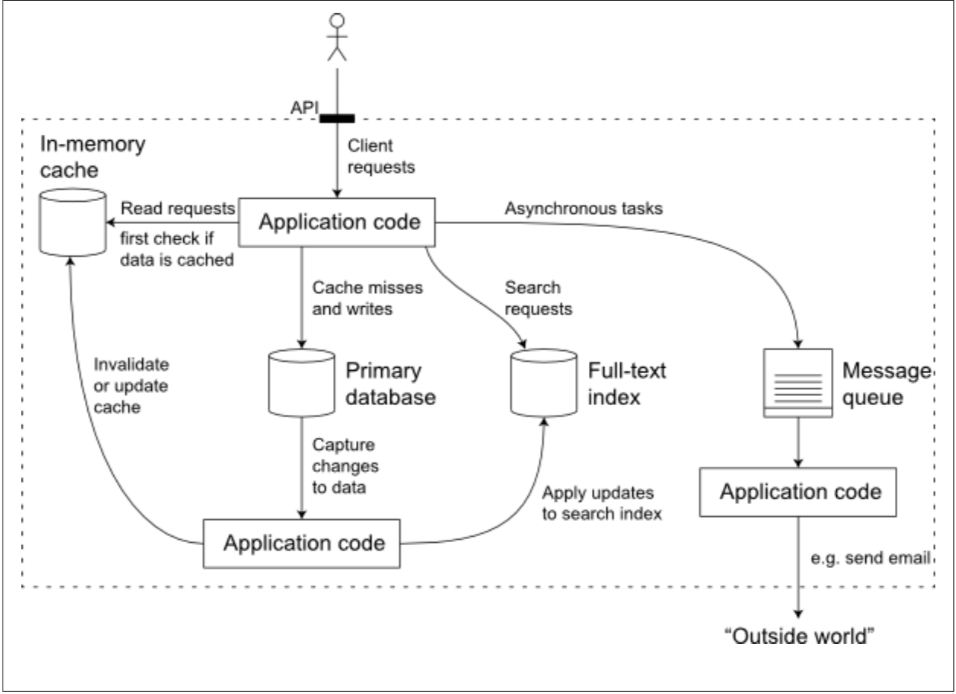 API
Client
requests
In-memory
cache
Read requests
first check if
data is cached
Application code
Asynchronous tasks
Cache misses
and writes
Search
requests
Invalidate
or update
cache
Primary
database
Full-text
index
Message
queue
Capture
changes
to data
Apply updates
to search index
Application code
Application code
e.g. send email
“Outside world”